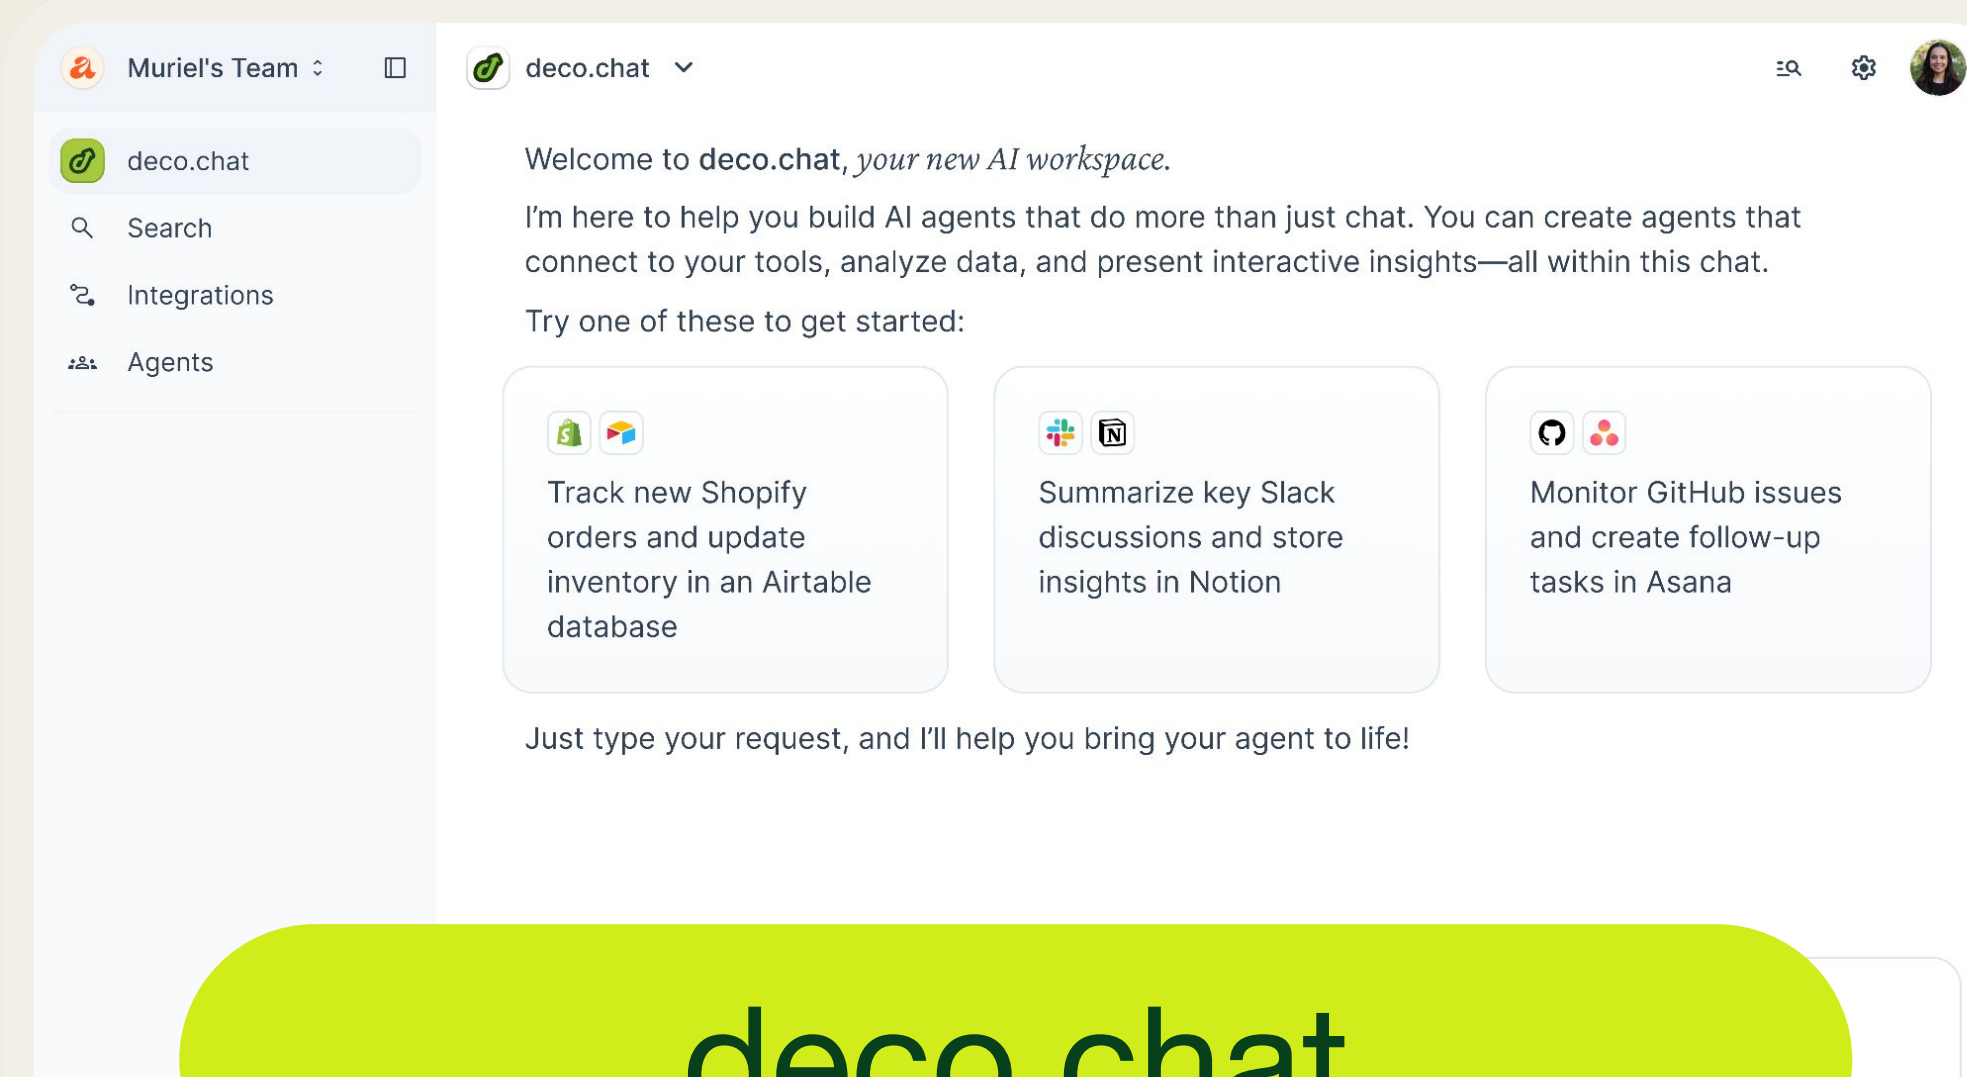 Muriel's Team
deco.chat
Search
Integrations
Agents
deco.chat
Welcome to deco.chat, your new AI workspace.
I'm here to help you build AI agents that do more than just chat. You can create agents that
connect to your tools, analyze data, and present interactive insights—all within this chat.
Try one of these to get started:
Track new Shopify
orders and update
inventory in an Airtable
database
Summarize key Slack
discussions and store
insights in Notion
Monitor GitHub issues
and create follow-up
tasks in Asana
Just type your request, and I'll help you bring your agent to life!
deco.chat